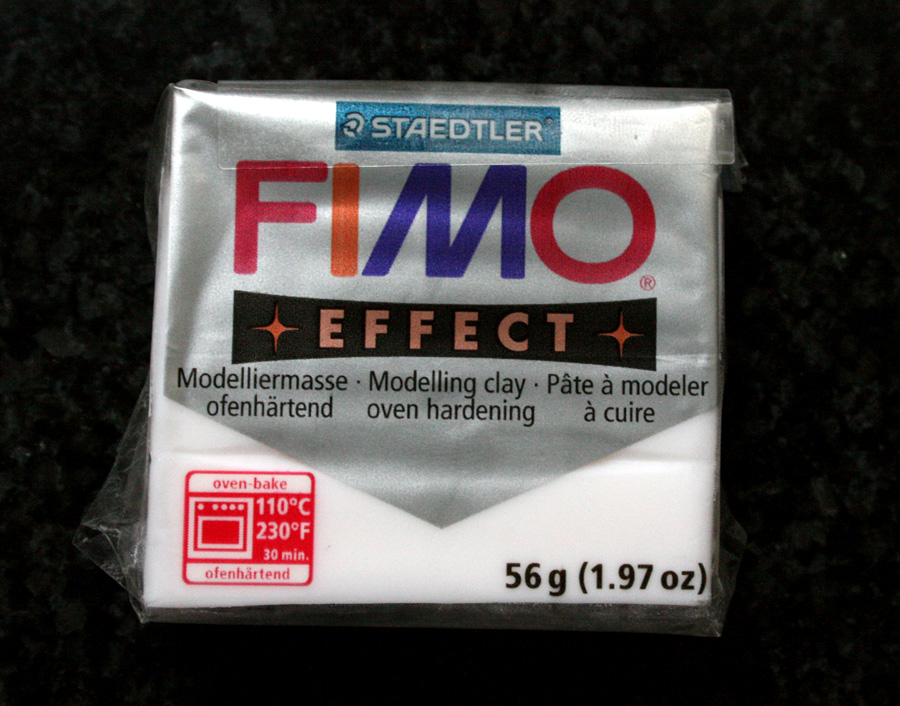 STAEDTLER®
FIMO®
EFFECT
Modelliermasse · Modelling clay · Pâte à modeler
ofenhärtend oven hardening à cuire
oven-bake
110°C
230°F
30 min.
ofenhärtend
56 g (1.97 oz)